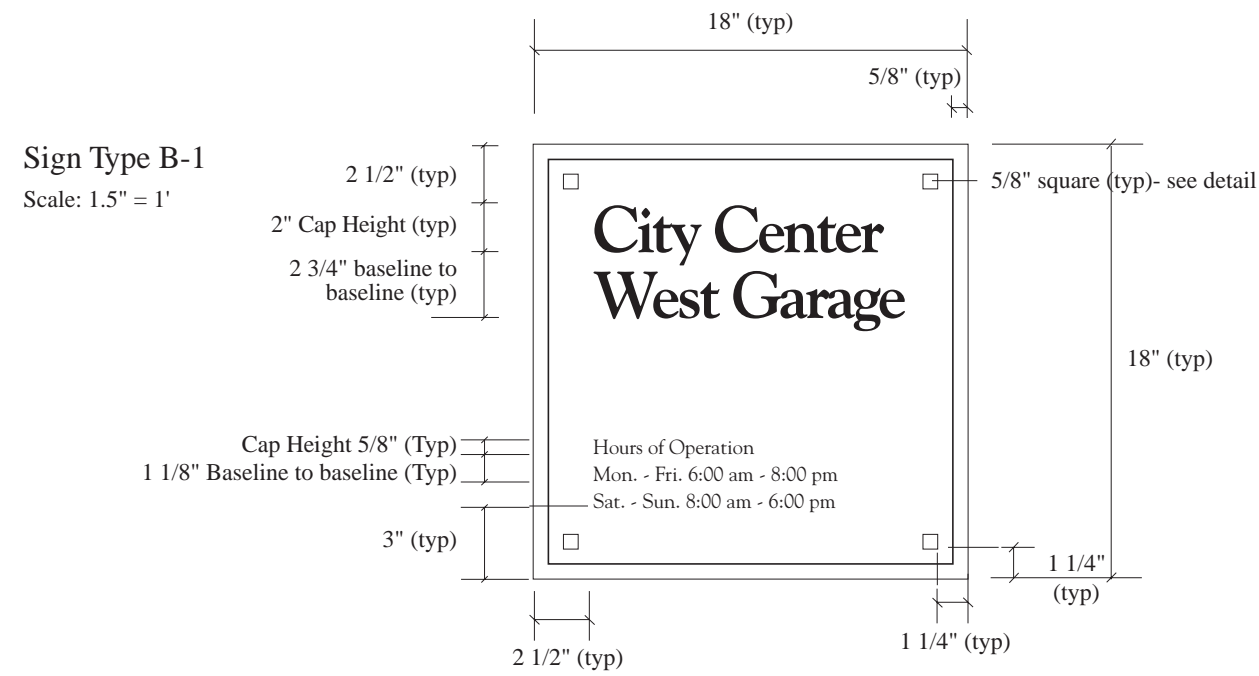 18" (typ)
5/8" (typ)
Sign Type B-1
Scale: 1.5" = 1'
2 1/2" (typ)
5/8" square (typ)- see detail
2" Cap Height (typ)
City Center
2 3/4" baseline to
baseline (typ)
West Garage
18" (typ)
Cap Height 5/8" (Typ)
Hours of Operation
1 1/8" Baseline to baseline (Typ)
Mon. - Fri. 6:00 am - 8:00 pm
Sat. - Sun. 8:00 am - 6:00 pm
3" (typ)
1 1/4"
(typ)
1 1/4" (typ)
2 1/2" (typ)